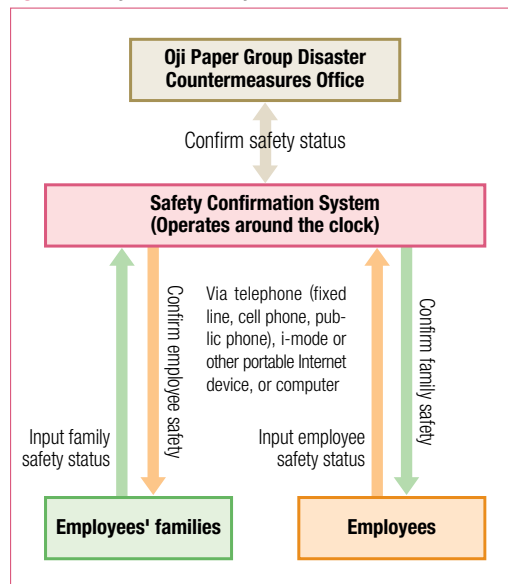 Oji Paper Group Disaster
Countermeasures Office
Confirm safety status
Safety Confirmation System
(Operates around the clock)
Confirm employee safety
Via telephone (fixed
line, cell phone, pub-
lic phone), i-mode or
other portable Internet
device, or computer
Confirm family safety
Input family
safety status
Input employee
safety status
Employees' families
Employees